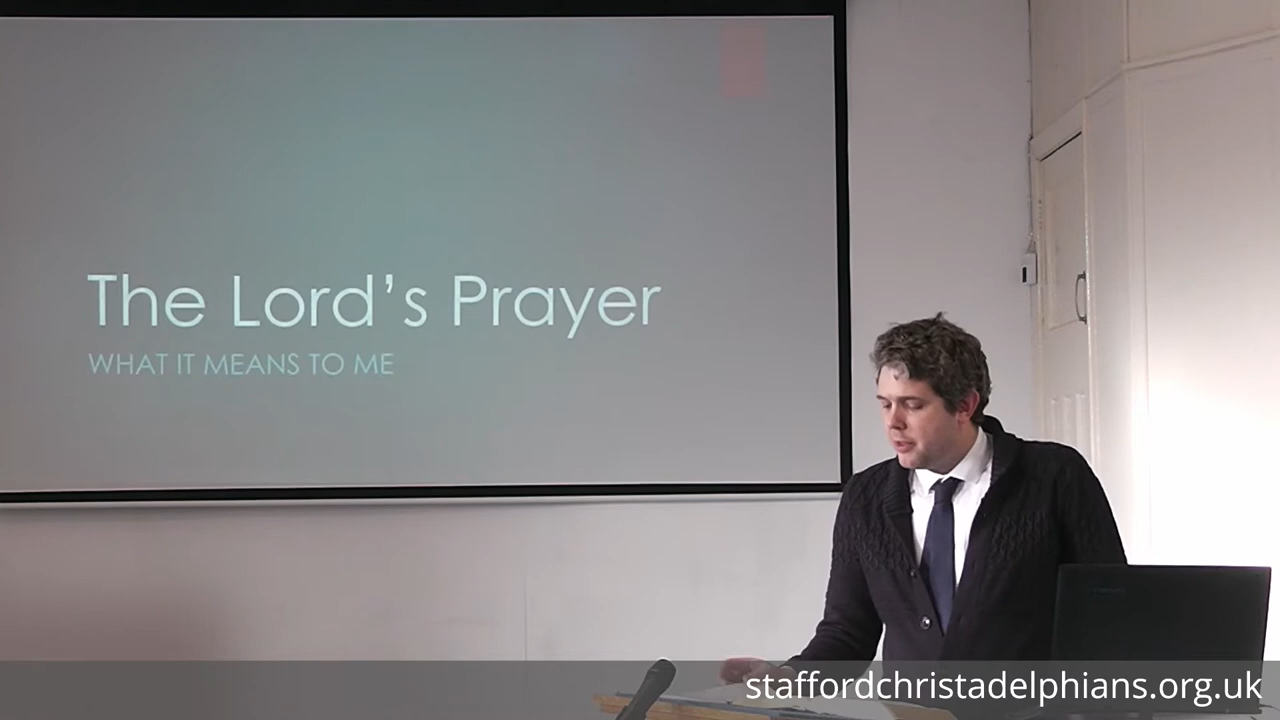 The Lord's Prayer
WHAT IT MEANS TO ME
staffordchristadelphians.org.uk